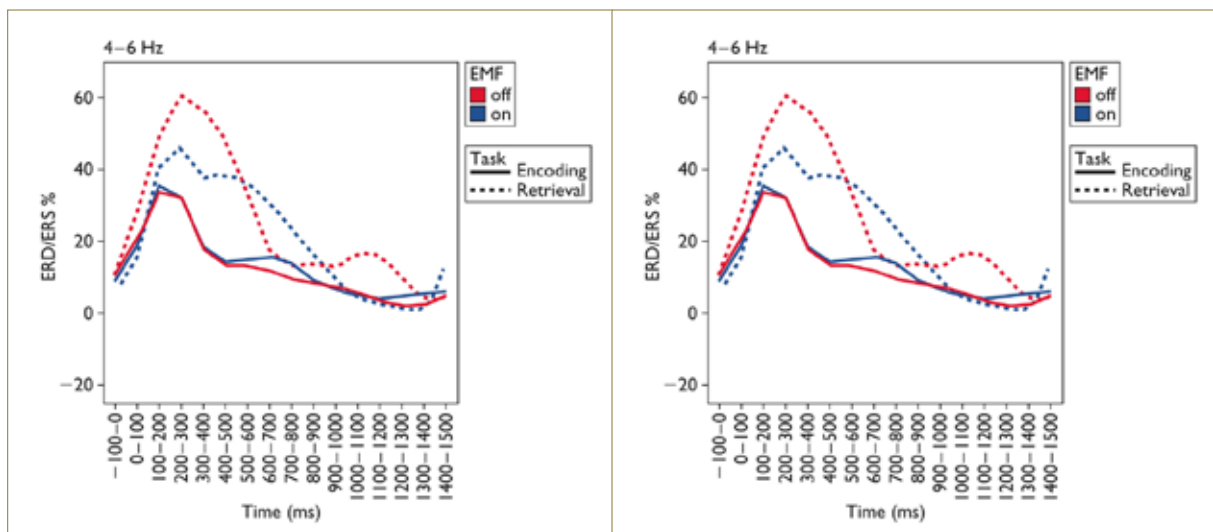 4–6 Hz
EMF
off
on
Task
Encoding
Retrieval
ERD/ERS %
60
40
20
0
−20
−100–0
0–100
100–200
200–300
300–400
400–500
500–600
600–700
700–800
800–900
900–1000
1000–1100
1100–1200
1200–1300
1300–1400
1400–1500
Time (ms)
4–6 Hz
EMF
off
on
Task
Encoding
Retrieval
ERD/ERS %
60
40
20
0
−20
−100–0
0–100
100–200
200–300
300–400
400–500
500–600
600–700
700–800
800–900
900–1000
1000–1100
1100–1200
1200–1300
1300–1400
1400–1500
Time (ms)